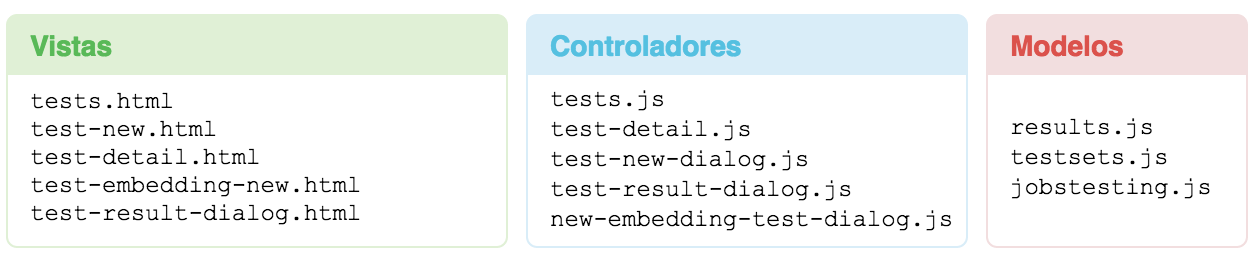 Vistas
tests.html
test-new.html
test-detail.html
test-embedding-new.html
test-result-dialog.html
Controladores
tests.js
test-detail.js
test-new-dialog.js
test-result-dialog.js
new-embedding-test-dialog.js
Modelos
results.js
testsets.js
jobstesting.js